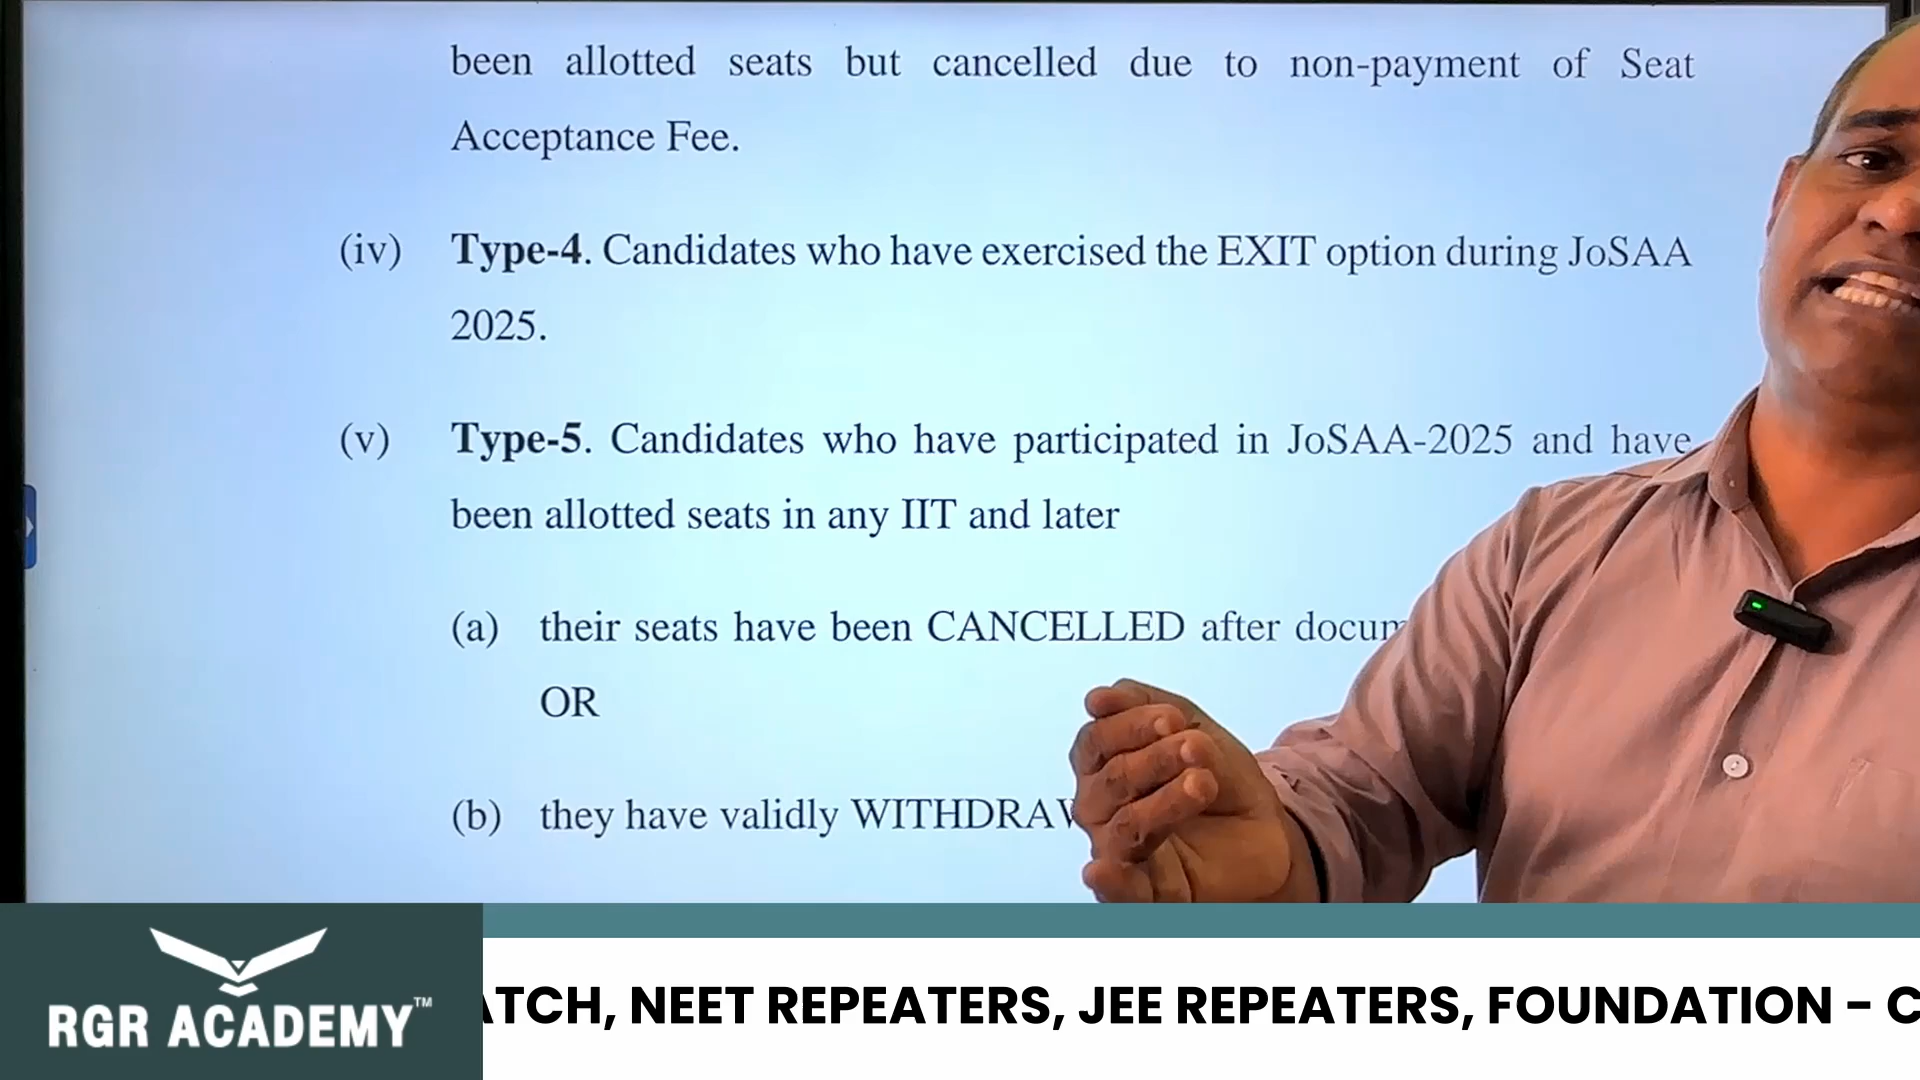 been allotted seats but cancelled due to non-payment of Seat
Acceptance Fee.
(iv) Type-4. Candidates who have exercised the EXIT option during JoSAA
2025.
(v) Type-5. Candidates who have participated in JoSAA-2025 and have
been allotted seats in any IIT and later
(a) their seats have been CANCELLED after
OR
(b) they have validly
RGR ACADEMY™
ATCH, NEET REPEATERS, JEE REPEATERS, FOUNDATION - C